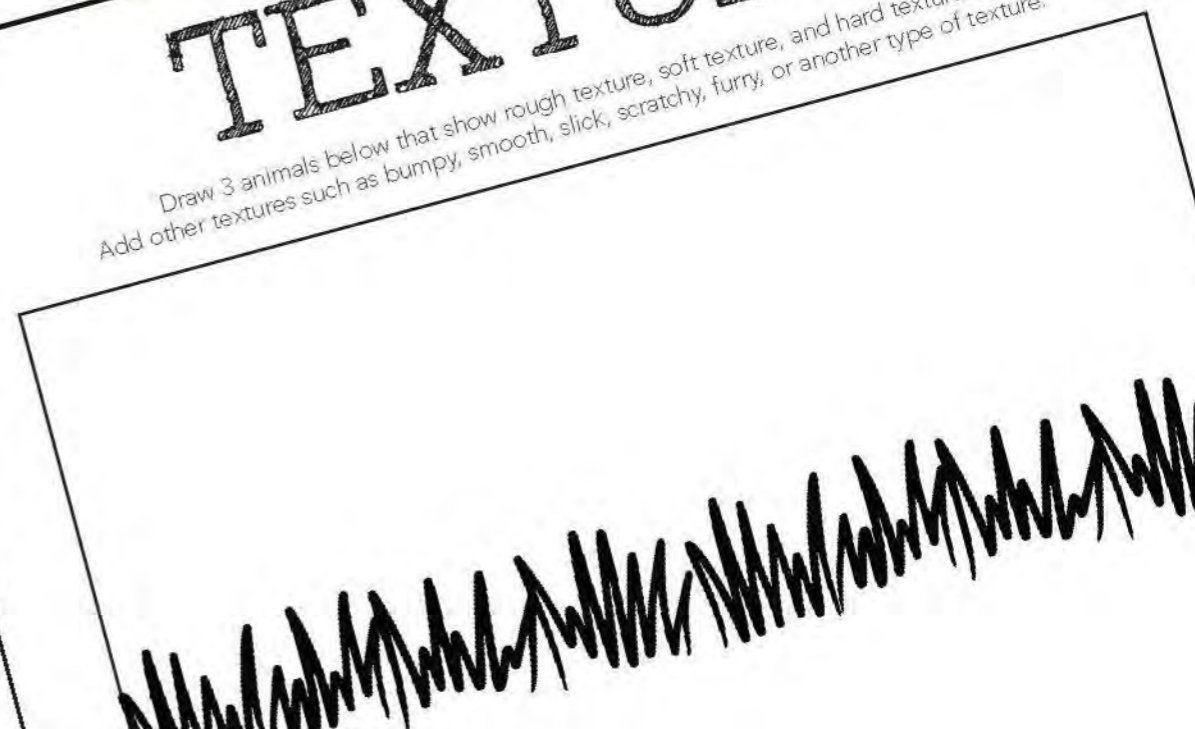 TEXTU
Draw 3 animals below that show rough texture, soft texture, and hard textur
Add other textures such as bumpy, smooth, slick, scratchy, furry, or another type of texture.